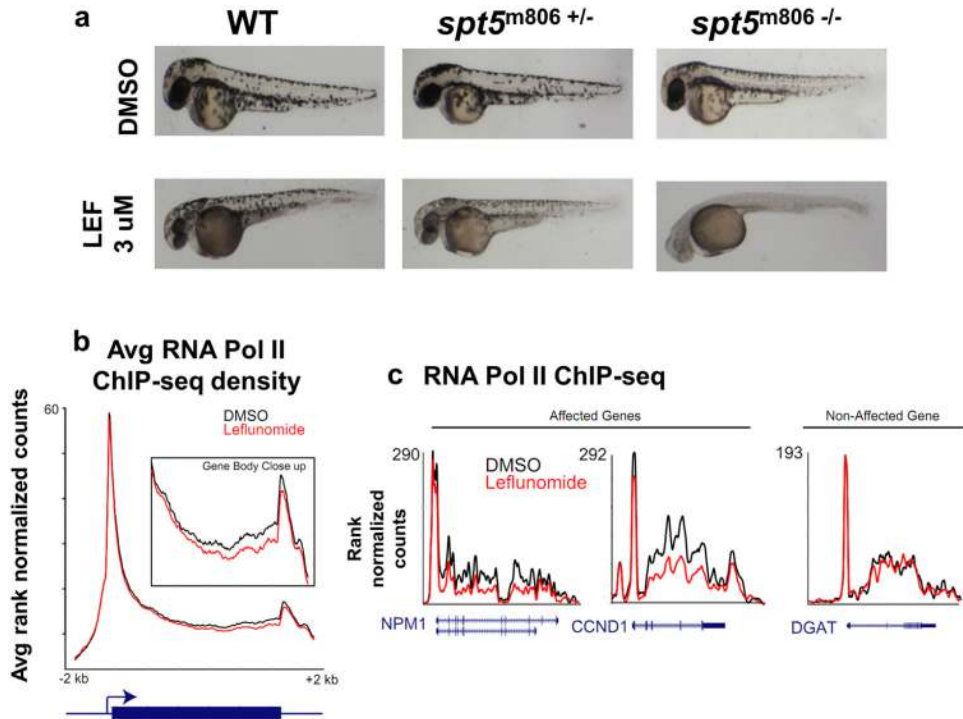 a
WT
spt5m806 +/-
spt5m806 -/-
DMSO
LEF
3 uM
b
Avg RNA Pol II
ChIP-seq density
Avg rank normalized counts
60
DMSO
Leflunomide
Gene Body Close up
-2 kb
+2 kb
c RNA Pol II ChIP-seq
Affected Genes
Non-Affected Gene
Rank
normalized
counts
290
DMSO
Leflunomide
292
193
NPM1
CCND1
DGAT